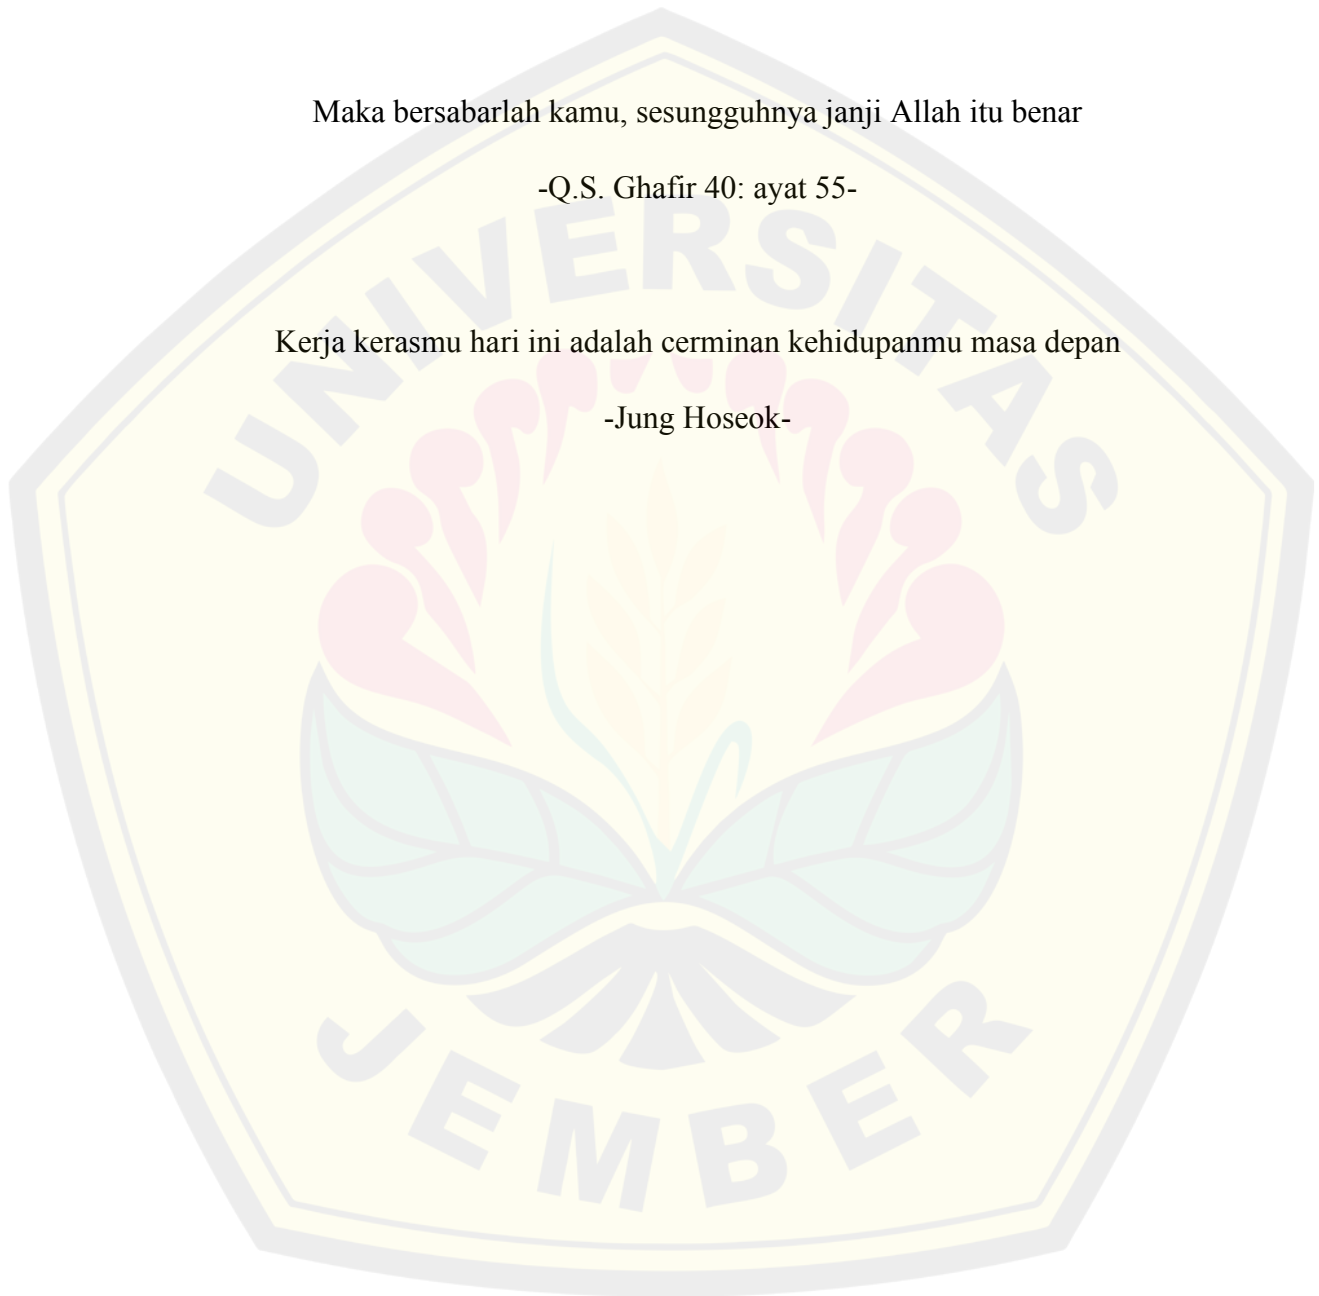 Maka bersabarlah kamu, sesungguhnya janji Allah itu benar
-Q.S. Ghafir 40: ayat 55-
UNIVERSITAS
Kerja kerasmu hari ini adalah cerminan kehidupanmu masa depan
-Jung Hoseok-
JEMBER